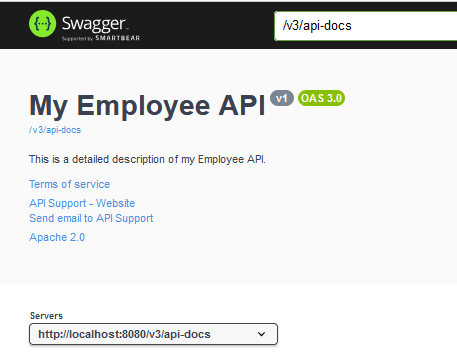 Swagger
Supported by SMARTBEAR
/v3/api-docs
My Employee API v1 OAS 3.0
/v3/api-docs
This is a detailed description of my Employee API.
Terms of service
API Support - Website
Send email to API Support
Apache 2.0
Servers
http://localhost:8080/v3/api-docs